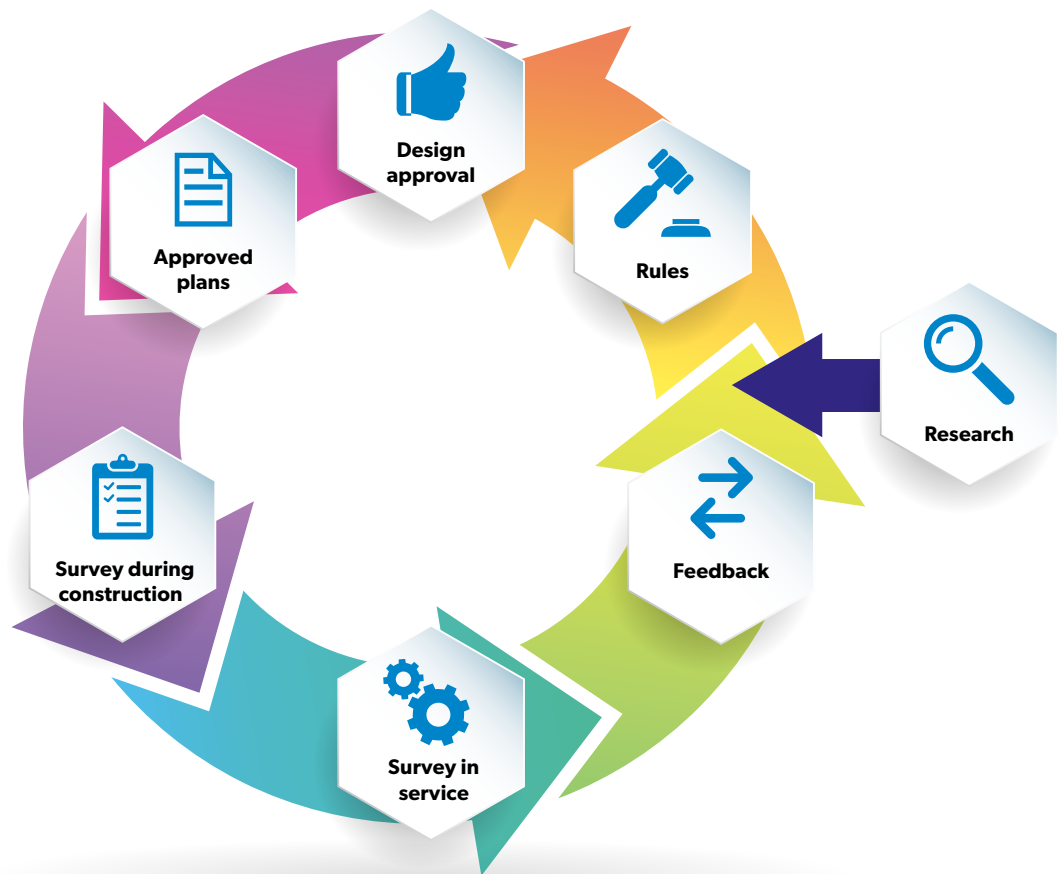 Design
approval
Approved
plans
Rules
Research
Survey during
construction
Feedback
Survey in
service